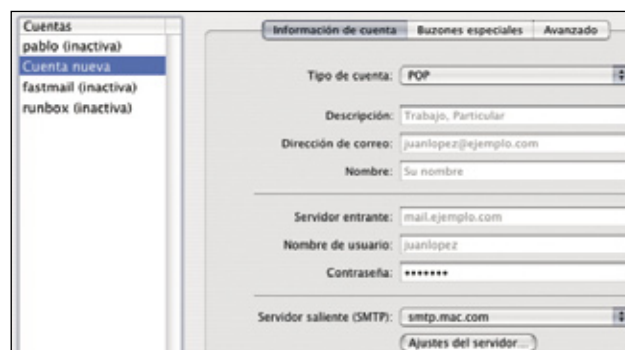 Cuentas
pablo (inactiva)
Cuenta nueva
fastmail (inactiva)
runbox (inactiva)
Información de cuenta Buzones especiales Avanzado
Tipo de cuenta: POP
Descripción: Trabajo, Particular
Dirección de correo: juanlopez@ejemplo.com
Nombre: Su nombre
Servidor entrante: mail.ejemplo.com
Nombre de usuario: juanlopez
Contraseña: •••••••
Servidor saliente (SMTP): smtp.mac.com
Ajustes del servidor...